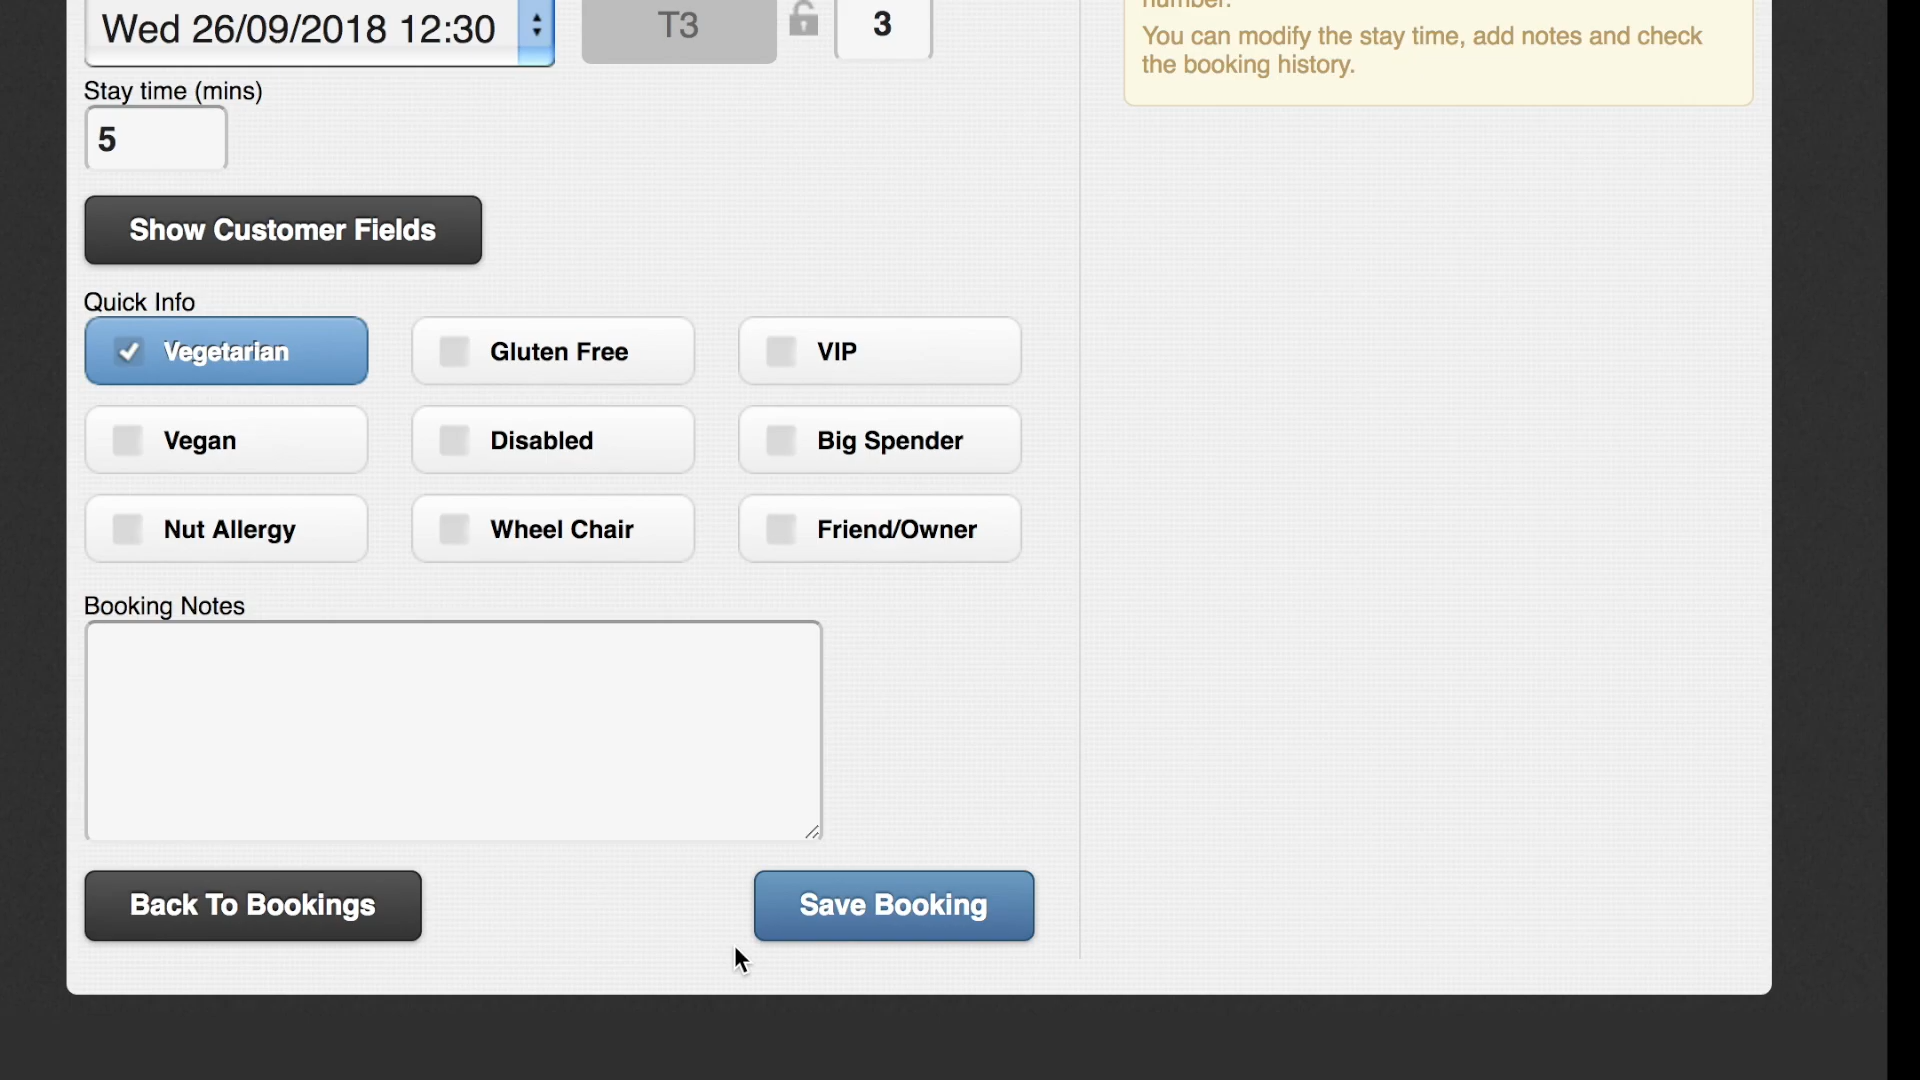 number.
You can modify the stay time, add notes and check
the booking history.
Wed 26/09/2018 12:30
T3
3
Stay time (mins)
5
Show Customer Fields
Quick Info
Vegetarian
Gluten Free
VIP
Vegan
Disabled
Big Spender
Nut Allergy
Wheel Chair
Friend/Owner
Booking Notes
Back To Bookings
Save Booking